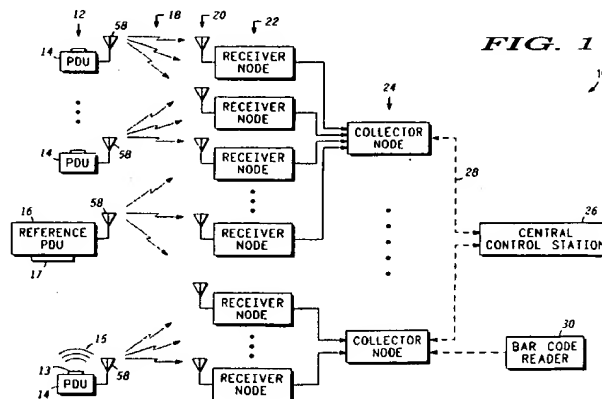 12
58
18
20
22
FIG. 1
14
PDU
RECEIVER
NODE
24
RECEIVER
NODE
COLLECTOR
NODE
14
PDU
58
RECEIVER
NODE
28
16
58
REFERENCE
PDU
17
RECEIVER
NODE
26
CENTRAL
CONTROL STATION
RECEIVER
NODE
15
13
PDU
14
58
COLLECTOR
NODE
30
BAR CODE
READER
RECEIVER
NODE